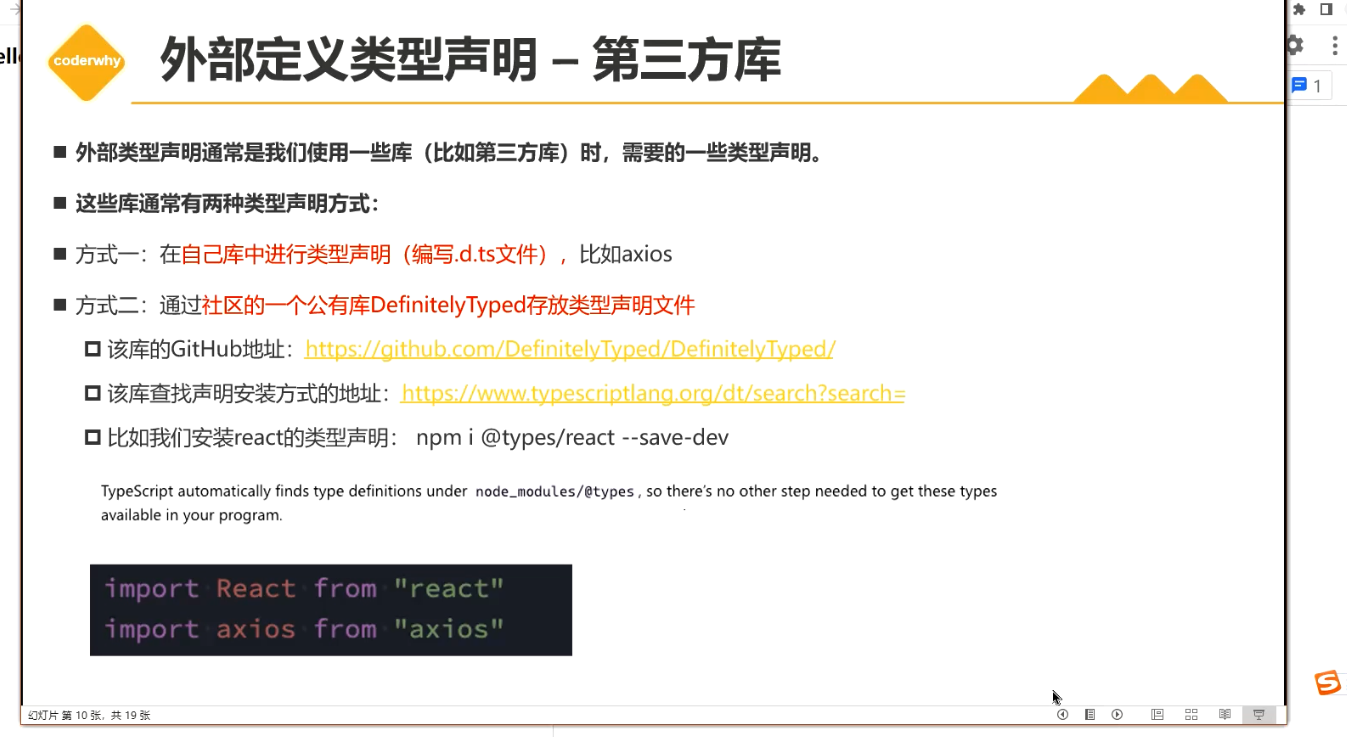 coderwhy
外部定义类型声明 – 第三方库
1
■ 外部类型声明通常是我们使用一些库（比如第三方库）时，需要的一些类型声明。
■ 这些库通常有两种类型声明方式：
■ 方式一：在自己库中进行类型声明（编写.d.ts文件），比如axios
■ 方式二：通过社区的一个公有库DefinitelyTyped存放类型声明文件
该库的GitHub地址：https://github.com/DefinitelyTyped/DefinitelyTyped/
该库查找声明安装方式的地址：https://www.typescriptlang.org/dt/search?search=
比如我们安装react的类型声明： npm i @types/react --save-dev
TypeScript automatically finds type definitions under node_modules/@types, so there's no other step needed to get these types
available in your program.
import React from "react"
import axios from "axios"
幻灯片 第 10 张，共 19 张